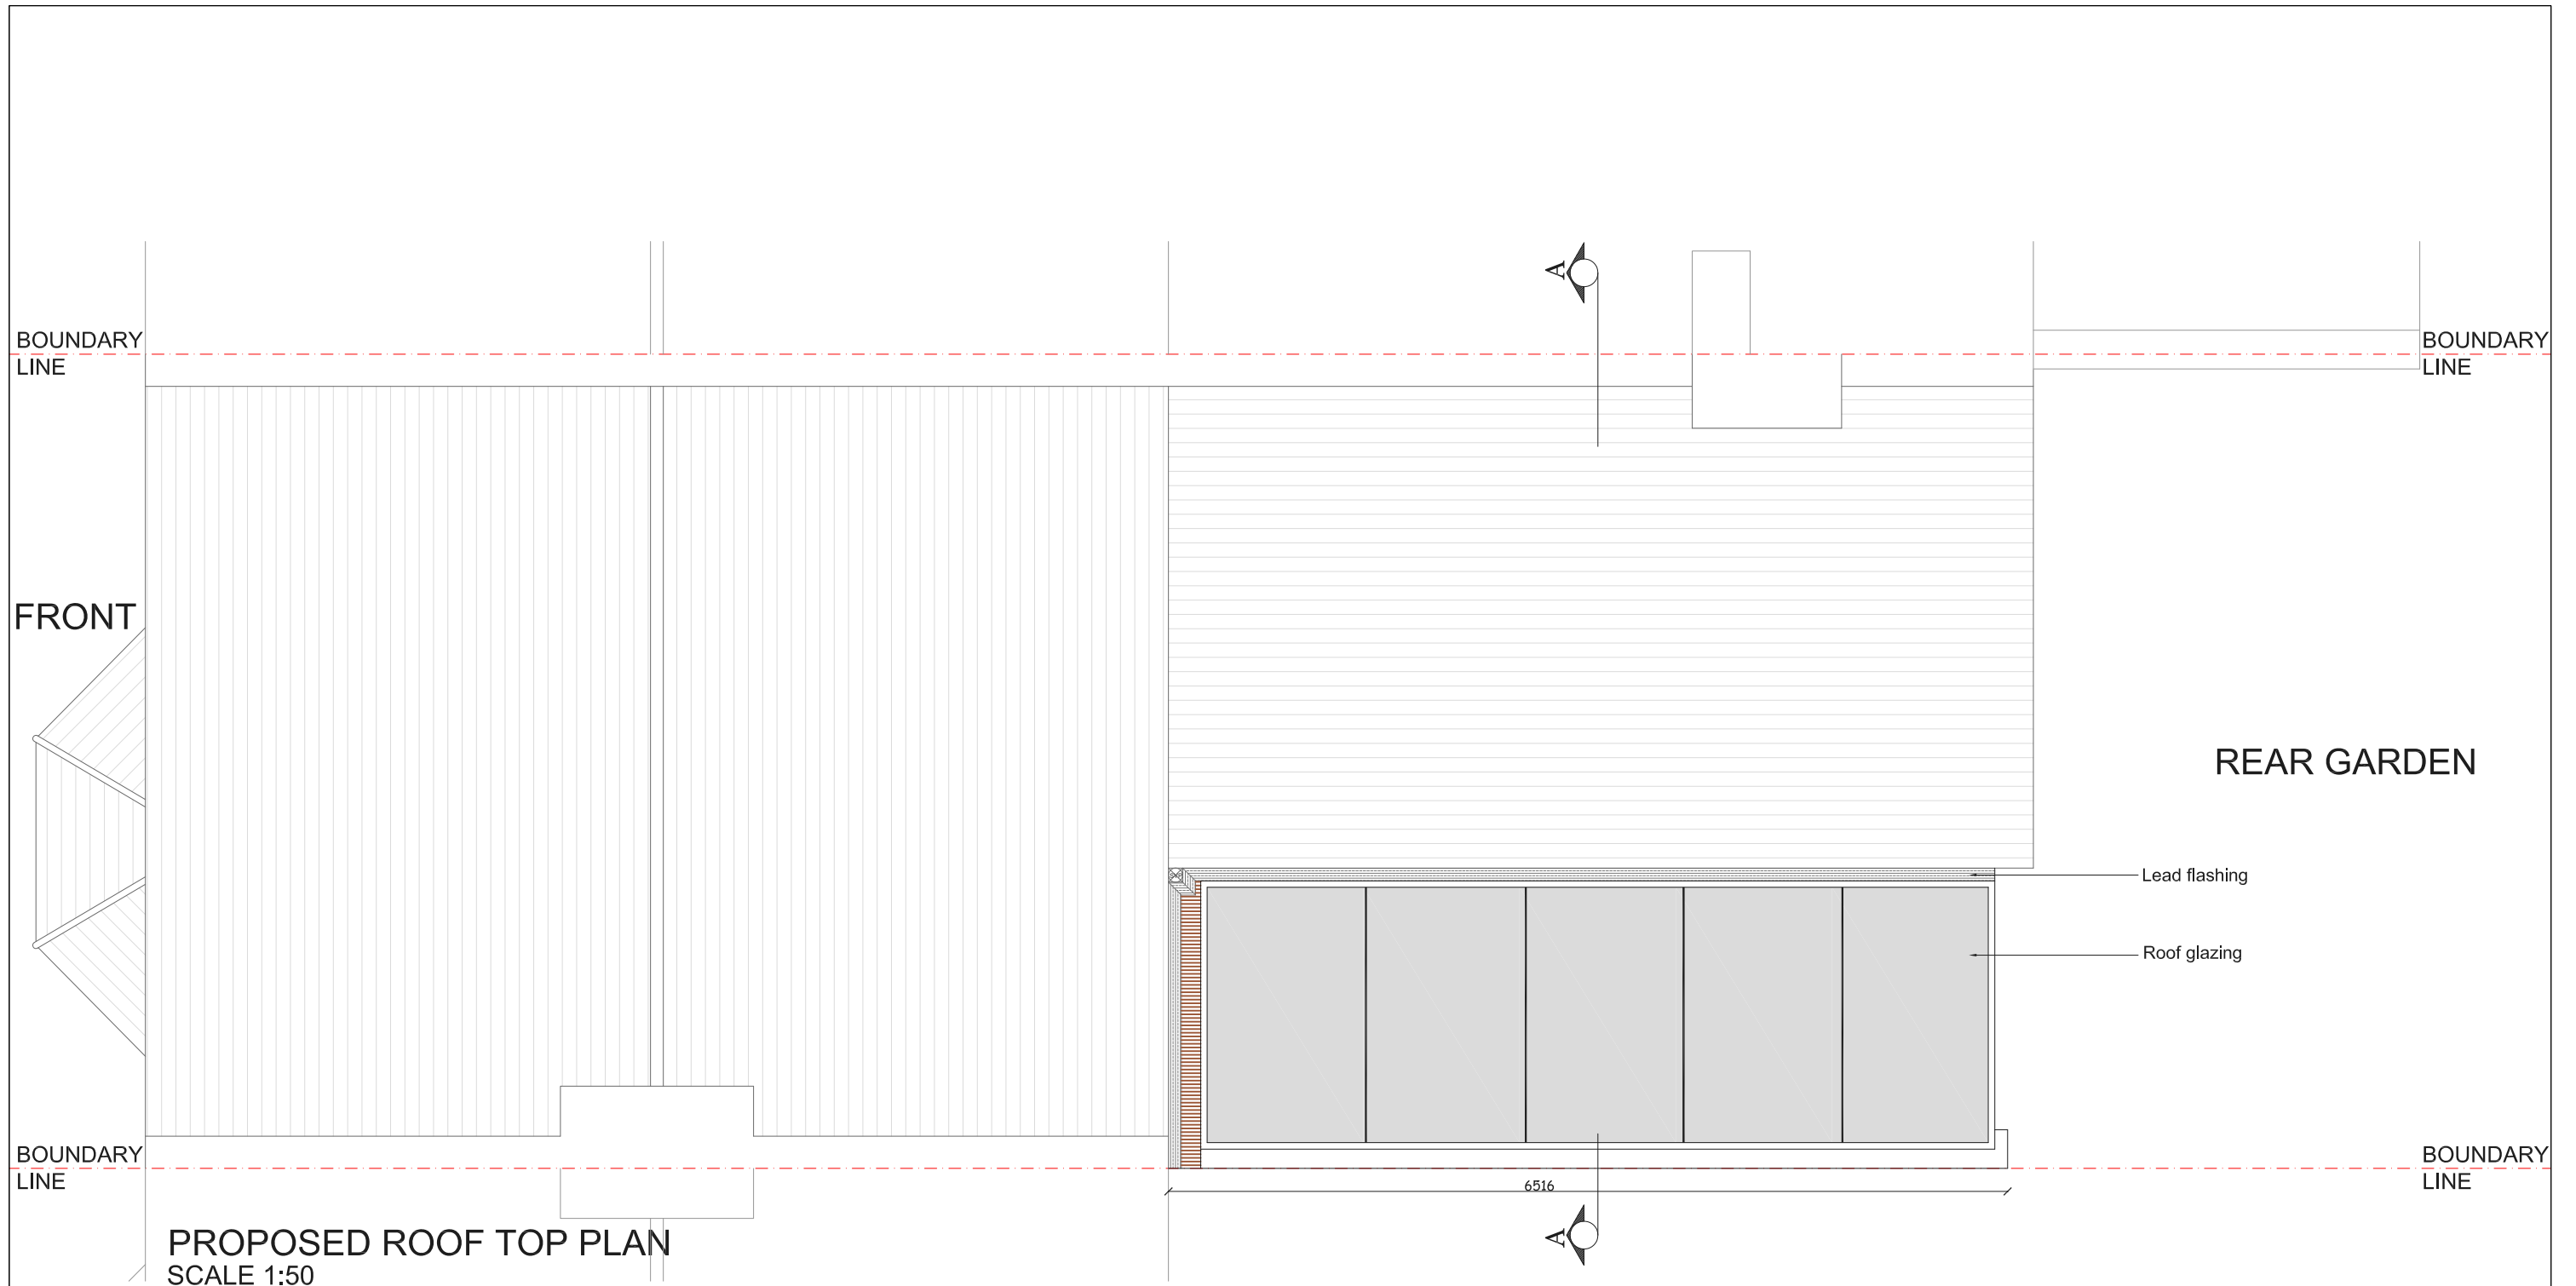 A
BOUNDARY
LINE
BOUNDARY
LINE
FRONT
REAR GARDEN
Lead flashing
Roof glazing
BOUNDARY
LINE
BOUNDARY
LINE
6516
A
PROPOSED ROOF TOP PLAN
SCALE 1:50